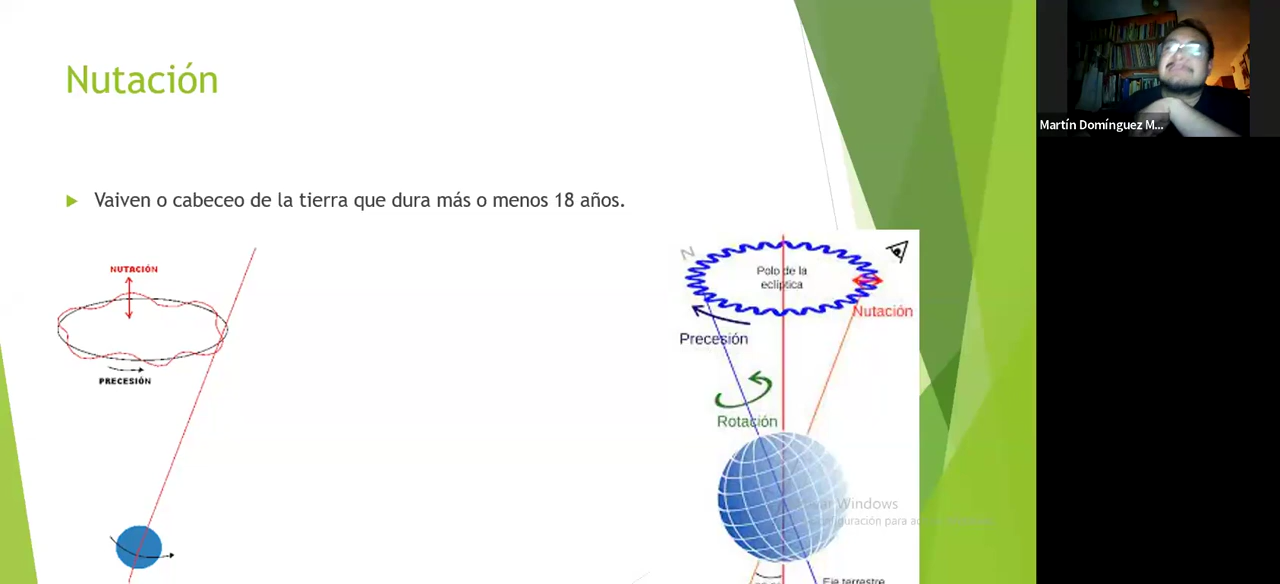 Nutación
Vaiven o cabeceo de la tierra que dura más o menos 18 años.
NUTACIÓN
PRECESIÓN
N
Polo de la
eclíptica
Nutación
Precesión
Rotación
Windows
Eje terrestre
Martín Domínguez M...